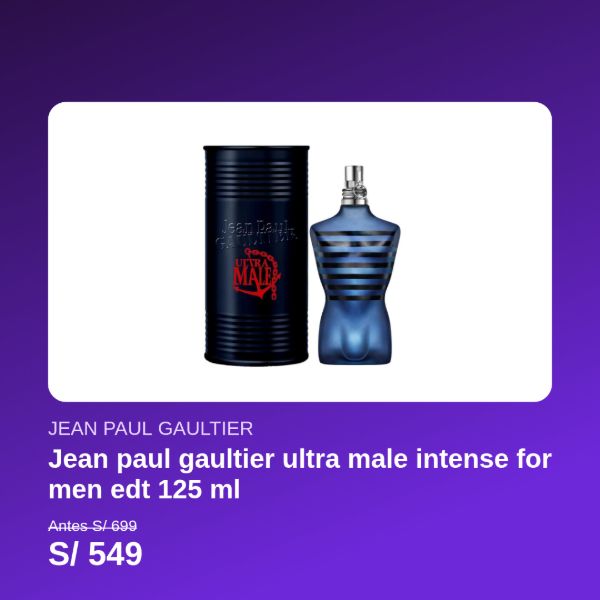 Jean Paul
GAULTIER
ULTRA
MALE
JEAN PAUL GAULTIER
Jean paul gaultier ultra male intense for
men edt 125 ml
Antes S/ 699
S/ 549